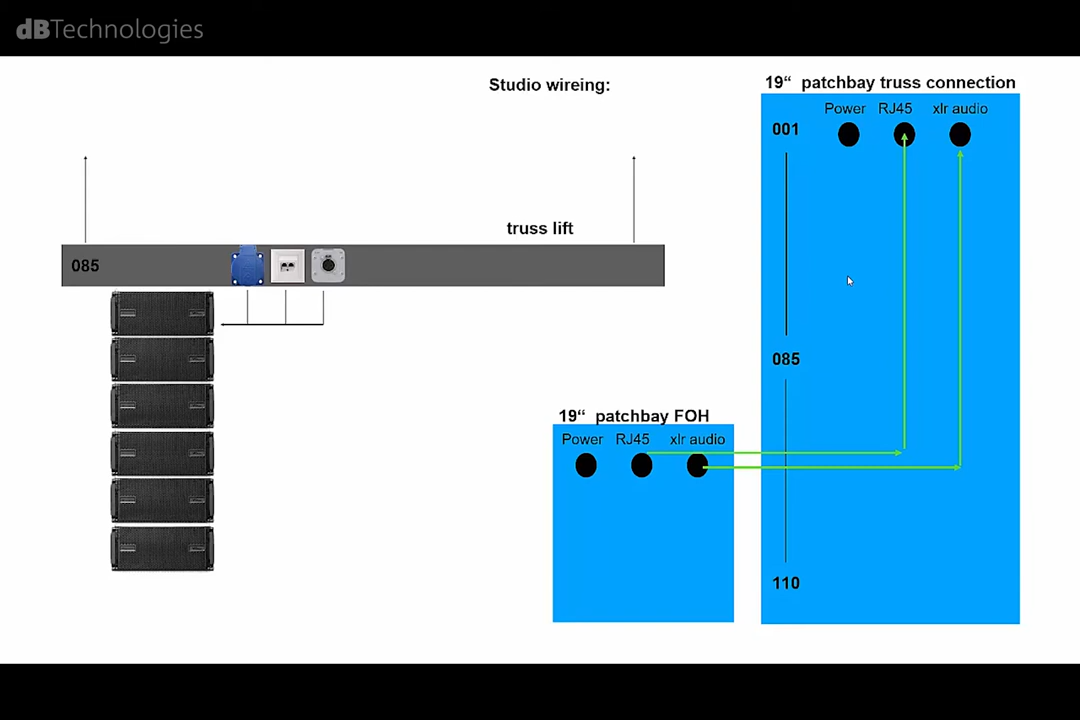 dBTechnologies
Studio wireing:
19“ patchbay truss connection
Power RJ45 xlr audio
001
truss lift
085
085
19“ patchbay FOH
Power RJ45 xlr audio
110